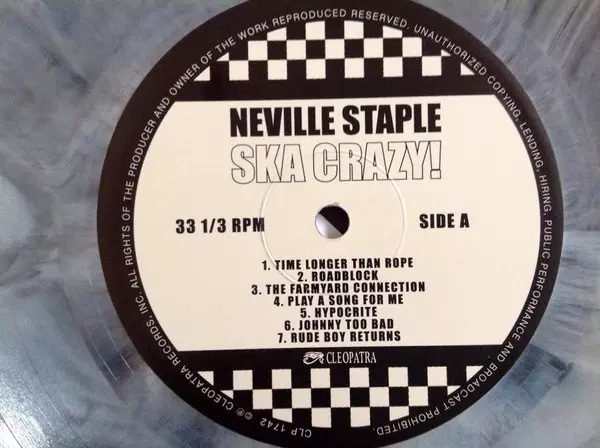 NEVILLE STAPLE
SKA CRAZY!
33 1/3 RPM
SIDE A
1. TIME LONGER THAN ROPE
2. ROADBLOCK
3. THE FARMYARD CONNECTION
4. PLAY A SONG FOR ME
5. HYPOCRITE
6. JOHNNY TOO BAD
7. RUDE BOY RETURNS
CLEOPATRA
CLP 1742 ℗© CLEOPATRA RECORDS, INC. ALL RIGHTS OF THE PRODUCER AND OWNER OF THE WORK REPRODUCED RESERVED. UNAUTHORIZED COPYING, LENDING, HIRING, PUBLIC PERFORMANCE AND BROADCAST PROHIBITED.